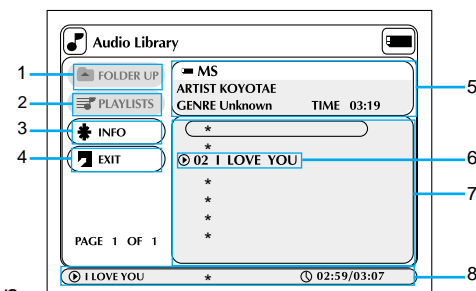 Audio Library
1 FOLDER UP
2 PLAYLISTS
3 INFO
4 EXIT
PAGE 1 OF 1
MS
ARTIST KOYOTAE
GENRE Unknown TIME 03:19
5
*
*
02 I LOVE YOU
6
*
*
*
*
7
I LOVE YOU * 02:59/03:07
8